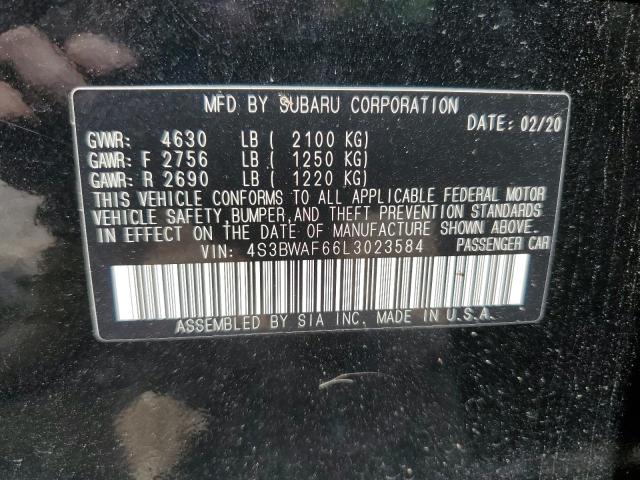 MFD BY SUBARU CORPORATION
DATE: 02/20
GVWR: 4630 LB ( 2100 KG)
GAWR: F 2756 LB ( 1250 KG)
GAWR: R 2690 LB ( 1220 KG)
THIS VEHICLE CONFORMS TO ALL APPLICABLE FEDERAL MOTOR
VEHICLE SAFETY, BUMPER, AND THEFT PREVENTION STANDARDS
IN EFFECT ON THE DATE OF MANUFACTURE SHOWN ABOVE.
VIN: 4S3BWAF66L3023584 PASSENGER CAR
ASSEMBLED BY SIA INC. MADE IN U.S.A.